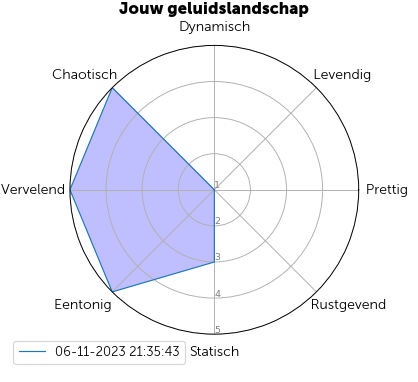 Jouw geluidslandschap
Dynamisch
Chaotisch
Levendig
Vervelend
1
Prettig
2
3
4
Eentonig
Rustgevend
5
06-11-2023 21:35:43
Statisch